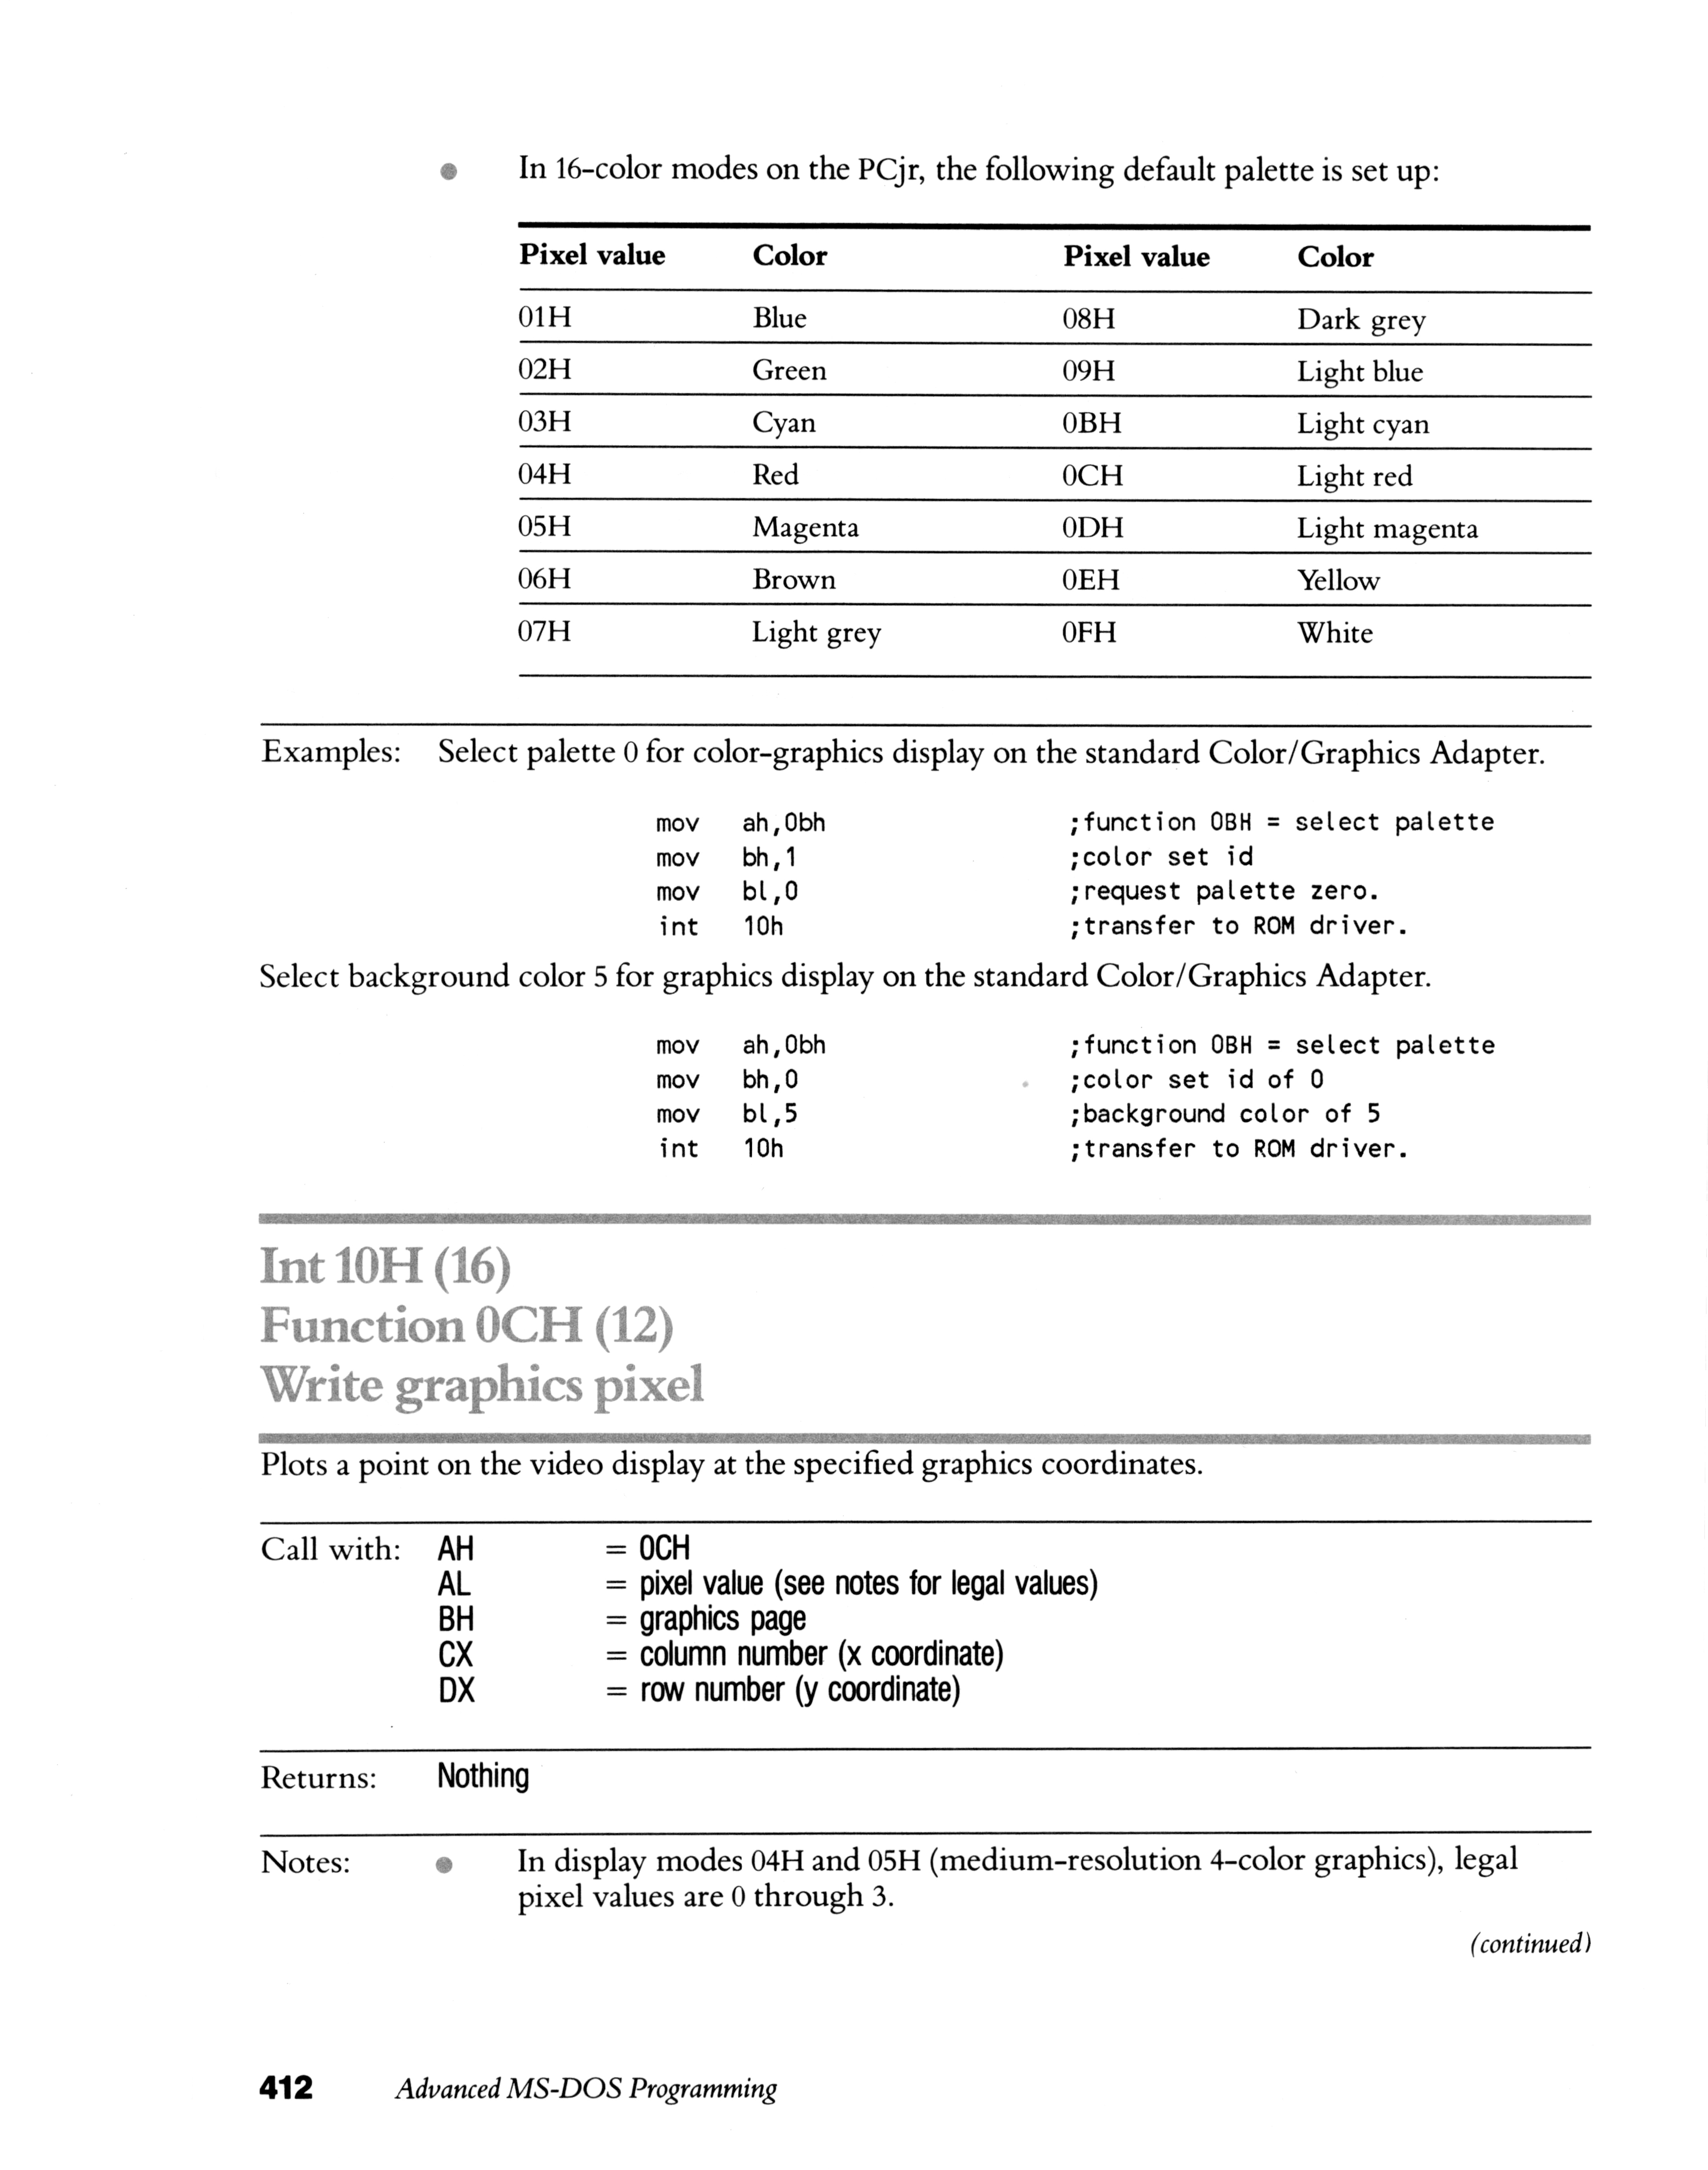 ● In 16-color modes on the PCjr, the following default palette is set up:
Pixel value Color Pixel value Color
01H Blue 08H Dark grey
02H Green 09H Light blue
03H Cyan 0BH Light cyan
04H Red 0CH Light red
05H Magenta 0DH Light magenta
06H Brown 0EH Yellow
07H Light grey 0FH White
Examples: Select palette 0 for color-graphics display on the standard Color/Graphics Adapter.
mov ah,0bh ;function 0BH = select palette
mov bh,1 ;color set id
mov bl,0 ;request palette zero.
int 10h ;transfer to ROM driver.
Select background color 5 for graphics display on the standard Color/Graphics Adapter.
mov ah,0bh ;function 0BH = select palette
mov bh,0 ;color set id of 0
mov bl,5 ;background color of 5
int 10h ;transfer to ROM driver.
Int 10H (16)
Function 0CH (12)
Write graphics pixel
Plots a point on the video display at the specified graphics coordinates.
Call with: AH = 0CH
AL = pixel value (see notes for legal values)
BH = graphics page
CX = column number (x coordinate)
DX = row number (y coordinate)
Returns: Nothing
Notes: ● In display modes 04H and 05H (medium-resolution 4-color graphics), legal
pixel values are 0 through 3.
(continued)
412 Advanced MS-DOS Programming